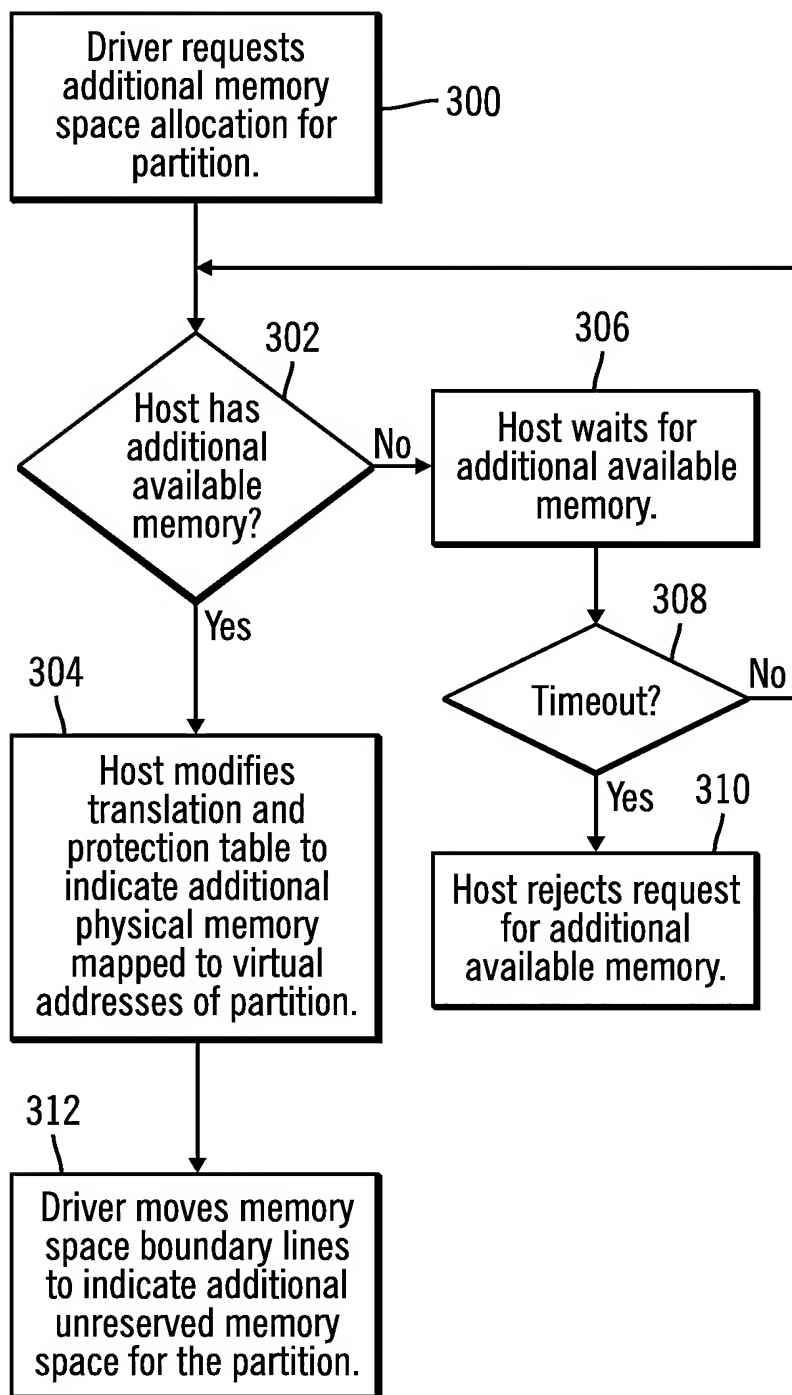 Driver requests
additional memory
space allocation for
partition.
300
302
Host has
additional
available
memory?
No
Yes
306
Host waits for
additional available
memory.
308
Timeout?
No
Yes
304
Host modifies
translation and
protection table to
indicate additional
physical memory
mapped to virtual
addresses of partition.
310
Host rejects request
for additional
available memory.
312
Driver moves memory
space boundary lines
to indicate additional
unreserved memory
space for the partition.